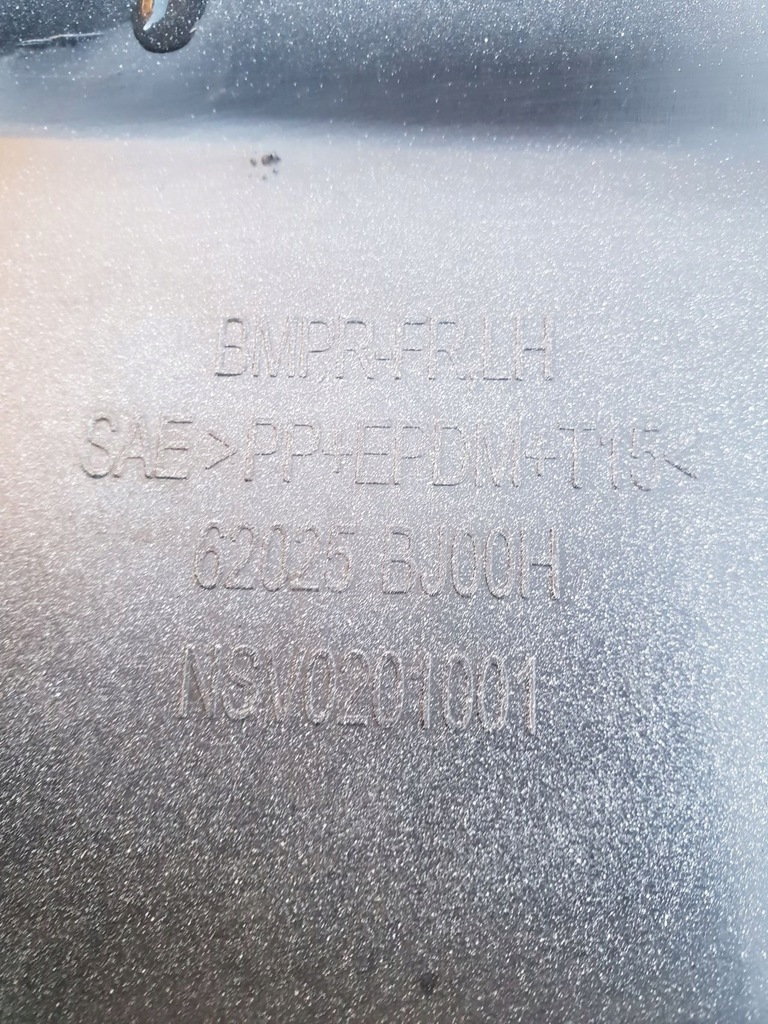 BMPR-FR.LH
SAE>PP+EPDM+T15<
62025 BJ00H
NSV0201001